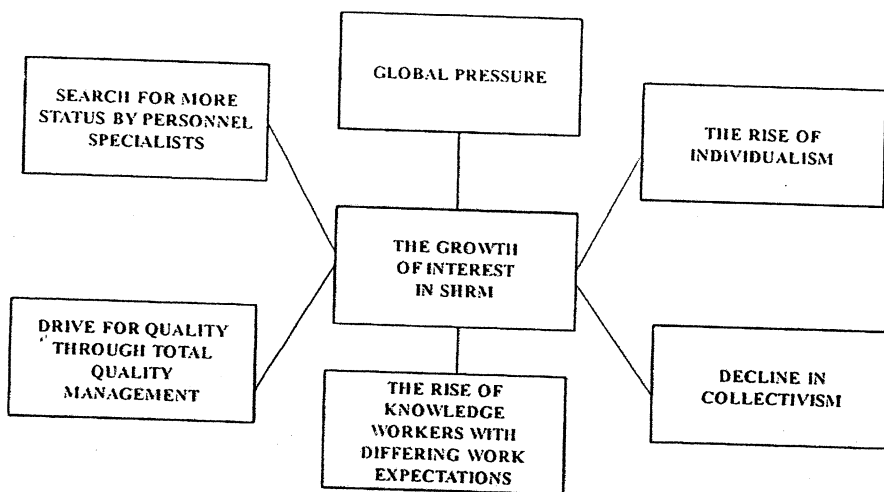 GLOBAL PRESSURE
SEARCH FOR MORE
STATUS BY PERSONNEL
SPECIALISTS
THE RISE OF
INDIVIDUALISM
THE GROWTH
OF INTEREST
IN SHRM
DRIVE FOR QUALITY
THROUGH TOTAL
QUALITY
MANAGEMENT
THE RISE OF
KNOWLEDGE
WORKERS WITH
DIFFERING WORK
EXPECTATIONS
DECLINE IN
COLLECTIVISM